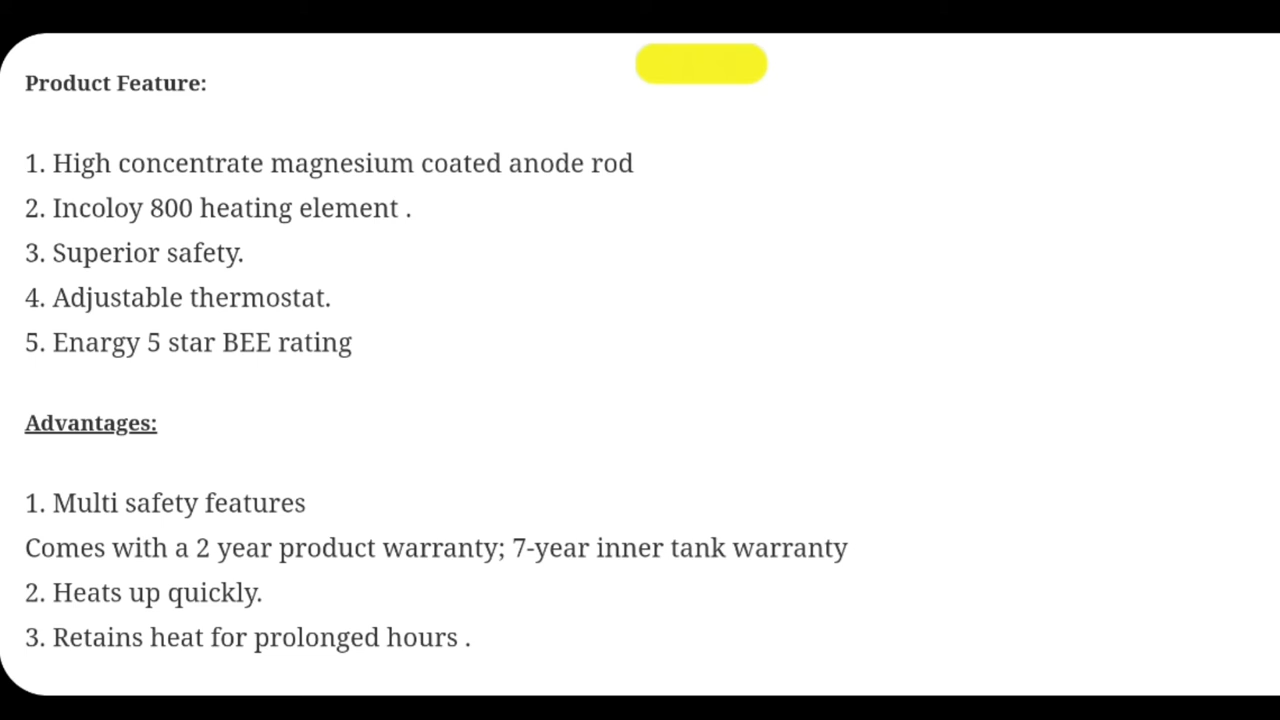 Product Feature:
1. High concentrate magnesium coated anode rod
2. Incoloy 800 heating element .
3. Superior safety.
4. Adjustable thermostat.
5. Enargy 5 star BEE rating
Advantages:
1. Multi safety features
Comes with a 2 year product warranty; 7-year inner tank warranty
2. Heats up quickly.
3. Retains heat for prolonged hours .